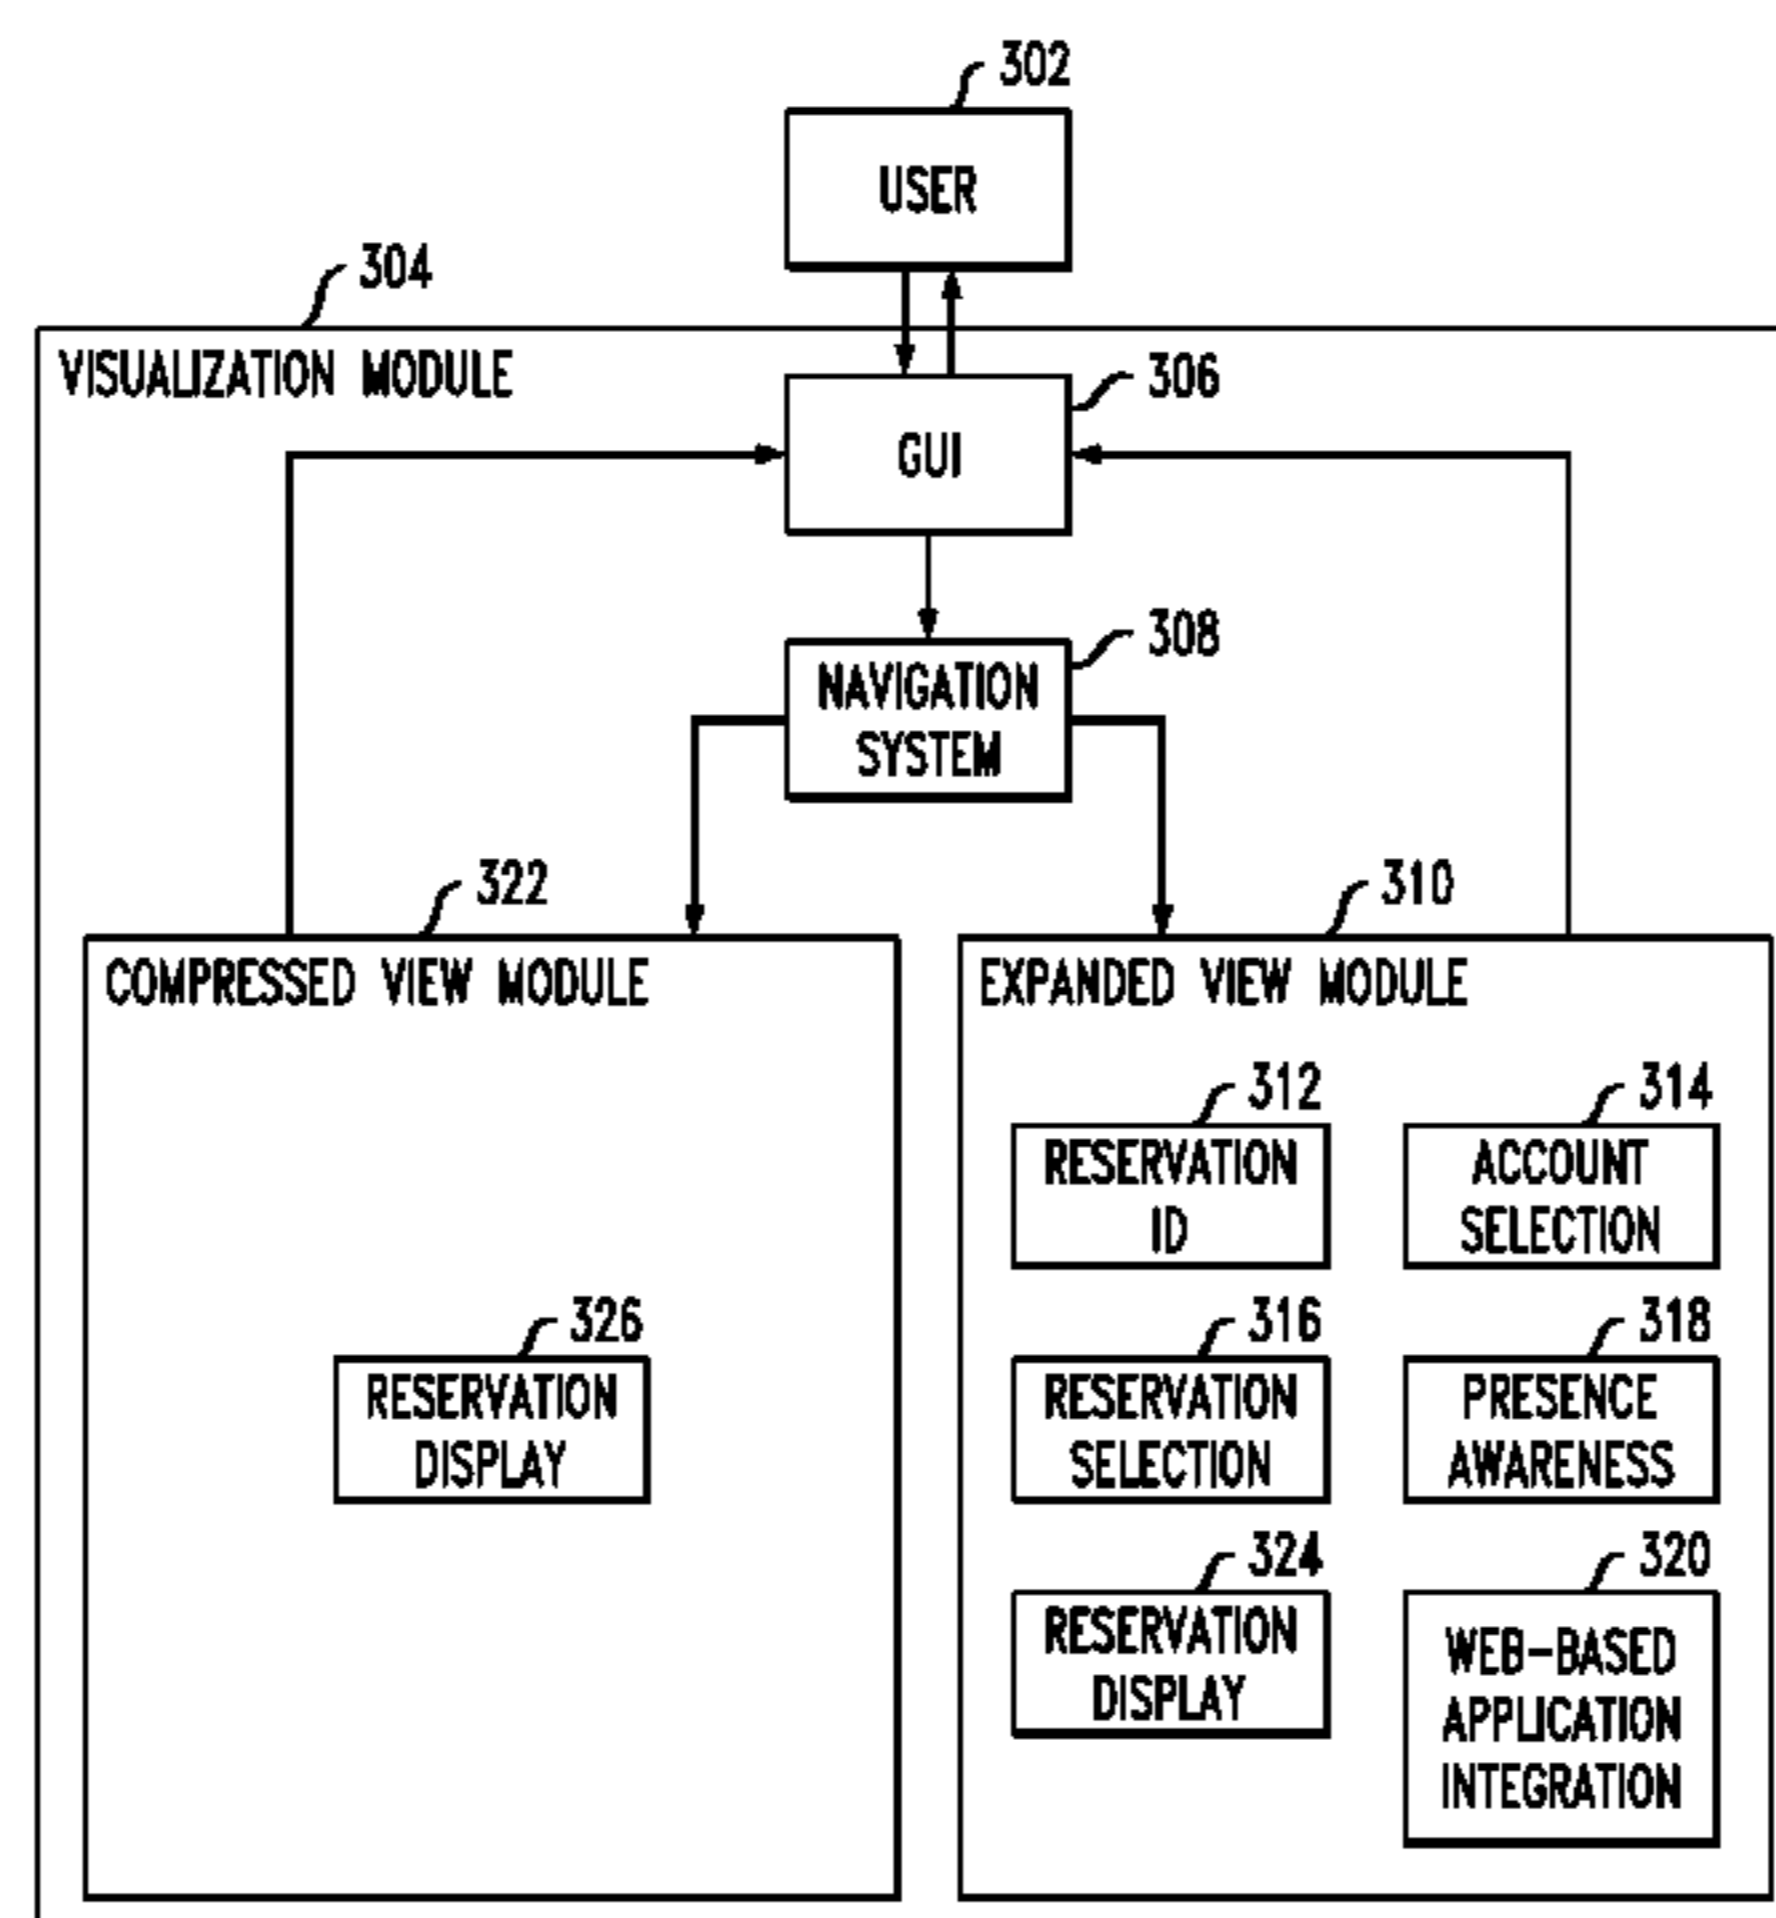 302
USER
304
VISUALIZATION MODULE
306
GUI
308
NAVIGATION
SYSTEM
322
COMPRESSED VIEW MODULE
326
RESERVATION
DISPLAY
310
EXPANDED VIEW MODULE
312
RESERVATION
ID
314
ACCOUNT
SELECTION
316
RESERVATION
SELECTION
318
PRESENCE
AWARENESS
324
RESERVATION
DISPLAY
320
WEB-BASED
APPLICATION
INTEGRATION